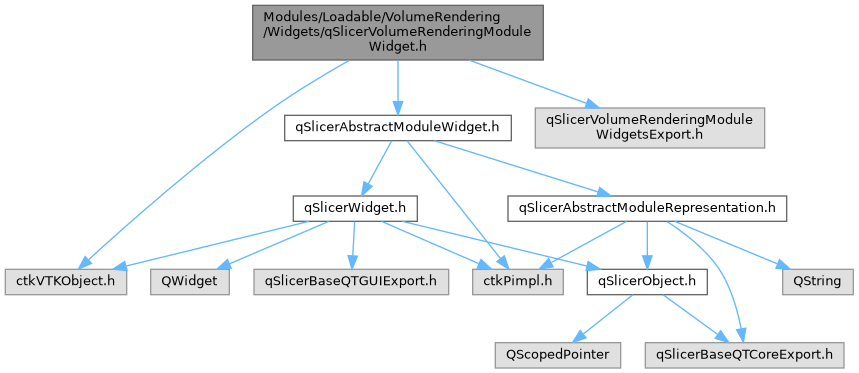 Modules/Loadable/VolumeRendering
/Widgets/qSlicerVolumeRenderingModule
Widget.h
qSlicerVolumeRenderingModule
WidgetsExport.h
qSlicerAbstractModuleWidget.h
qSlicerWidget.h
qSlicerAbstractModuleRepresentation.h
ctkVTKObject.h
QWidget
qSlicerBaseQTGUIExport.h
ctkPimpl.h
qSlicerObject.h
QString
QScopedPointer
qSlicerBaseQTCoreExport.h